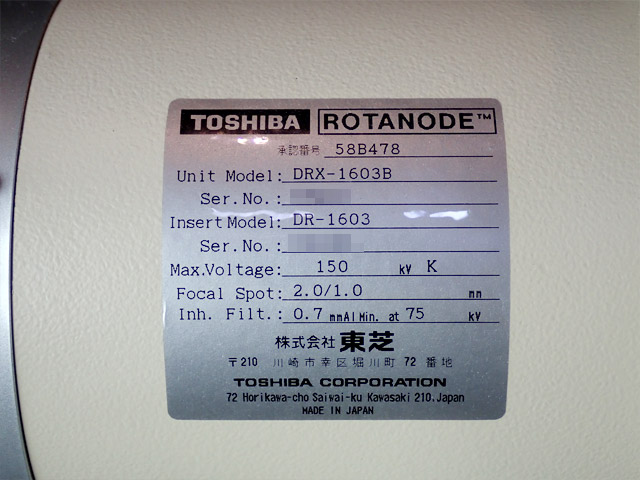 TOSHIBA ROTANODE™
承認番号 58B478
Unit Model: DRX-1603B
Ser.No.:
Insert Model: DR-1603
Ser.No.:
Max.Voltage: 150 kV K
Focal Spot: 2.0/1.0 mm
Inh. Filt.: 0.7 mmAl Min. at 75 kV
株式会社 東芝
〒210 川崎市幸区堀川町 72 番地
TOSHIBA CORPORATION
72 Horikawa-cho Saiwai-ku Kawasaki 210, Japan
MADE IN JAPAN